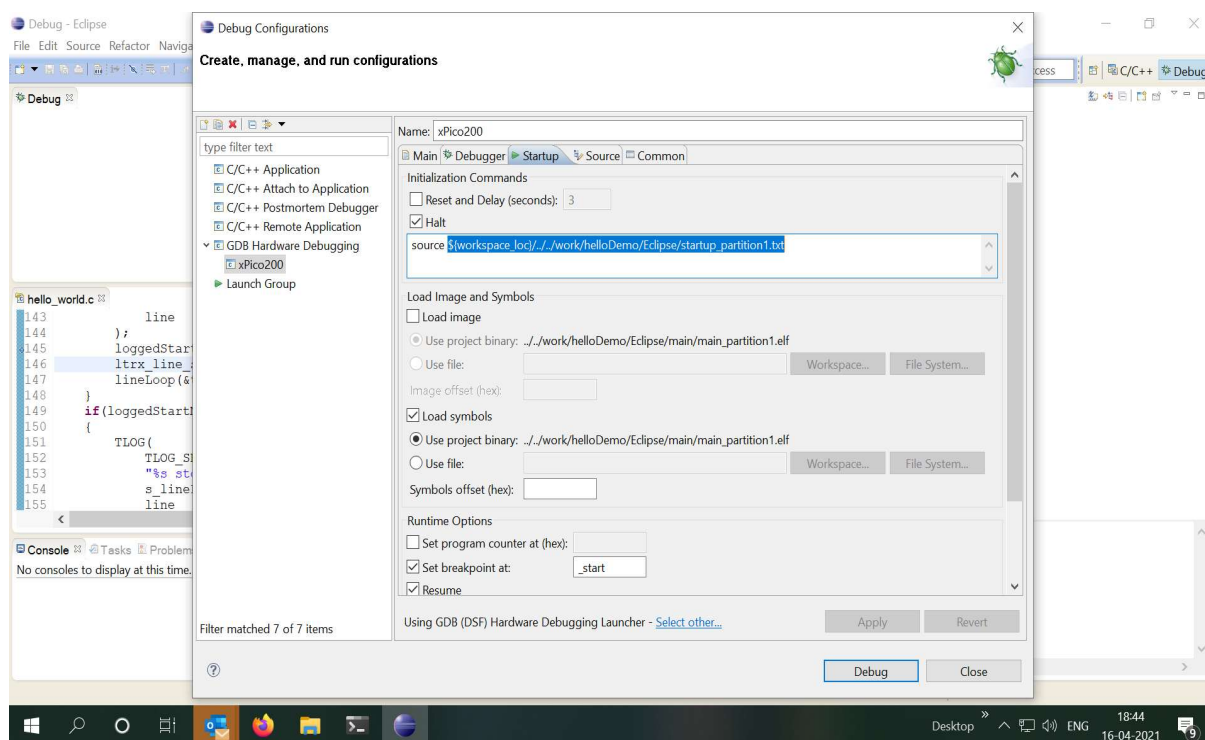 Debug - Eclipse
File Edit Source Refactor Naviga
Debug
Debug Configurations
Create, manage, and run configurations
cess
C/C++
Debug
type filter text
C/C++ Application
C/C++ Attach to Application
C/C++ Postmortem Debugger
C/C++ Remote Application
GDB Hardware Debugging
xPico200
Launch Group
Filter matched 7 of 7 items
Name: xPico200
Main
Debugger
Startup
Source
Common
Initialization Commands
Reset and Delay (seconds): 3
Halt
source ${workspace_loc}/../../work/helloDemo/Eclipse/startup_partition1.txt
Load Image and Symbols
Load image
Use project binary: ../../work/helloDemo/Eclipse/main/main_partition1.elf
Use file: Workspace... File System...
Image offset (hex):
Load symbols
Use project binary: ../../work/helloDemo/Eclipse/main/main_partition1.elf
Use file: Workspace... File System...
Symbols offset (hex):
Runtime Options
Set program counter at (hex):
Set breakpoint at: _start
Resume
Using GDB (DSF) Hardware Debugging Launcher - Select other...
Apply Revert
Debug Close
hello_world.c
143 line
144 );
145 loggedStar
146 ltrx_line_
147 lineLoop(&
148 }
149 if(loggedStart
150 {
151 TLOG(
152 TLOG_S
153 "%s st
154 s_line
155 line
Console Tasks Problem
No consoles to display at this time.
Desktop
ENG
18:44
16-04-2021
9